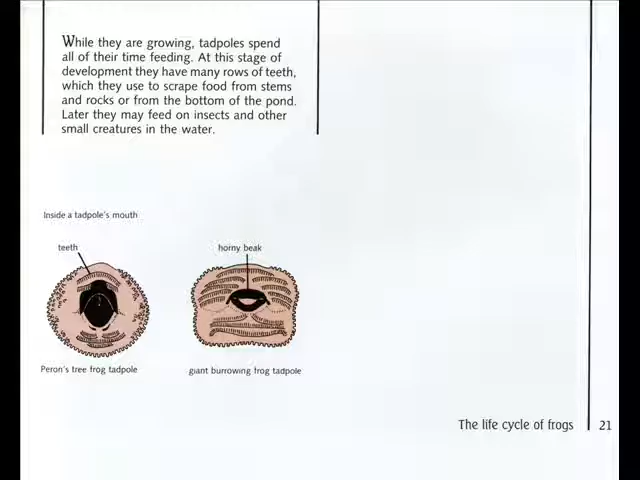 While they are growing, tadpoles spend
all of their time feeding. At this stage of
development they have many rows of teeth,
which they use to scrape food from stems
and rocks or from the bottom of the pond.
Later they may feed on insects and other
small creatures in the water.
Inside a tadpole's mouth
teeth
horny beak
Peron's tree frog tadpole
giant burrowing frog tadpole
The life cycle of frogs
21